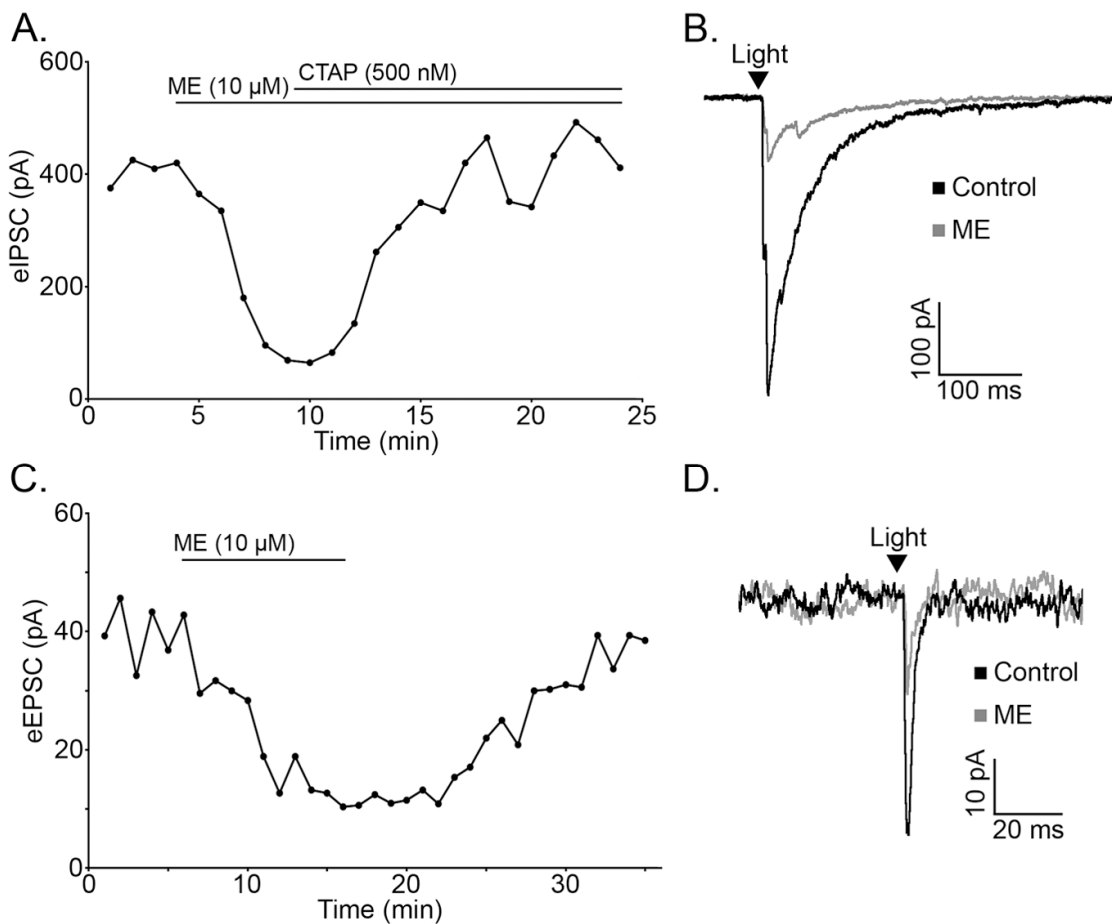 A.
600
400
200
0
eIPSC (pA)
ME (10 µM)
CTAP (500 nM)
0 5 10 15 20 25
Time (min)
B.
Light
Control
ME
100 pA
100 ms
C.
60
40
20
0
eEPSC (pA)
ME (10 µM)
0 10 20 30
Time (min)
D.
Light
Control
ME
10 pA
20 ms